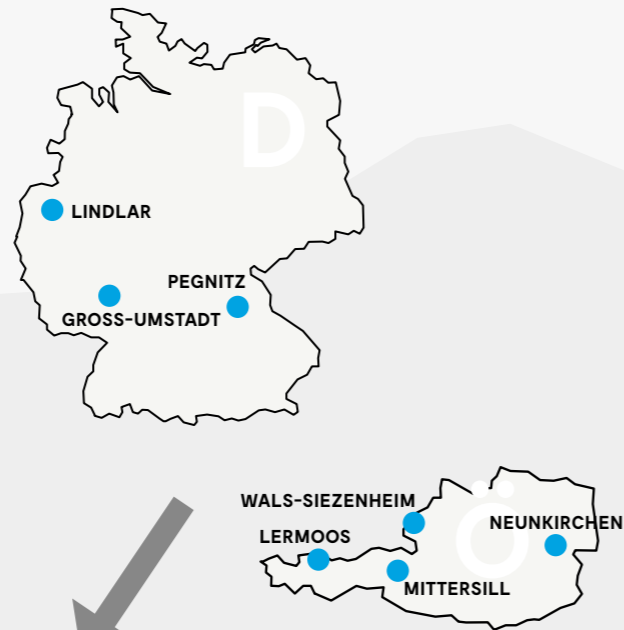 D
LINDLAR
PEGNITZ
GROSS-UMSTADT
WALS-SIEZENHEIM
NEUNKIRCHEN
Ö
LERMOOS
MITTERSILL